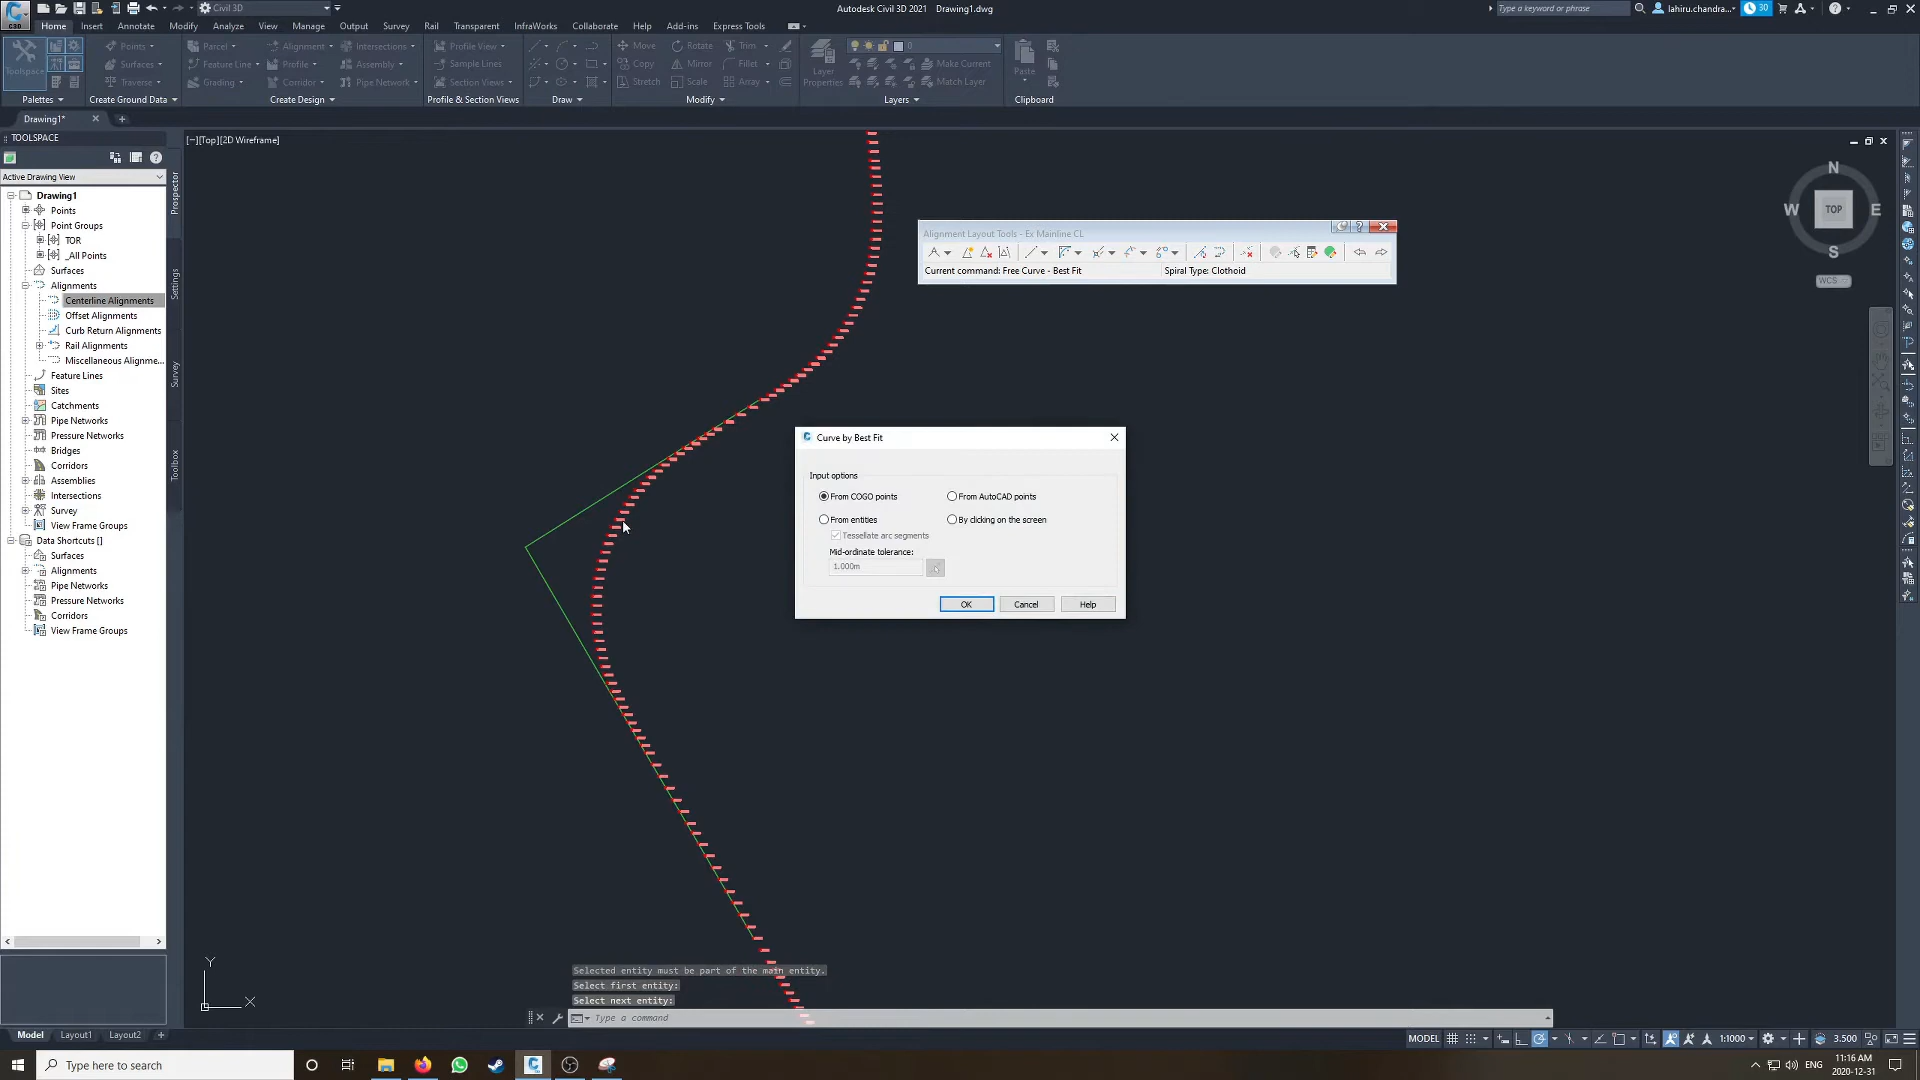 Civil 3D
Autodesk Civil 3D 2021 Drawing1.dwg
Type a keyword or phrase
lahiru.chandra...
30
C3D
Home Insert Annotate Modify Analyze View Manage Output Survey Rail Transparent InfraWorks Collaborate Help Add-ins Express Tools
Toolspace
Points
Surfaces
Traverse
Parcel
Feature Line
Grading
Alignment
Profile
Corridor
Intersections
Assembly
Pipe Network
Profile View
Sample Lines
Section Views
Move
Copy
Stretch
Rotate
Mirror
Scale
Trim
Fillet
Array
Layer
Properties
0
Make Current
Match Layer
Paste
Palettes Create Ground Data Create Design Profile & Section Views Draw Modify Layers Clipboard
Drawing1*
TOOLSPACE
[−][Top][2D Wireframe]
Active Drawing View
Drawing1
Points
Point Groups
TOR
_All Points
Surfaces
Alignments
Centerline Alignments
Offset Alignments
Curb Return Alignments
Rail Alignments
Miscellaneous Alignme...
Feature Lines
Sites
Catchments
Pipe Networks
Pressure Networks
Bridges
Corridors
Assemblies
Intersections
Survey
View Frame Groups
Data Shortcuts []
Surfaces
Alignments
Pipe Networks
Pressure Networks
Corridors
View Frame Groups
Prospector
Settings
Survey
Toolbox
Alignment Layout Tools - Ex Mainline CL
Current command: Free Curve - Best Fit Spiral Type: Clothoid
N
W TOP E
S
WCS
Curve by Best Fit
Input options
From COGO points From AutoCAD points
From entities By clicking on the screen
Tessellate arc segments
Mid-ordinate tolerance:
1.000m
OK Cancel Help
Y
X
Selected entity must be part of the main entity.
Select first entity:
Select next entity:
Type a command
Model Layout1 Layout2
MODEL 1:1000 3.500
Type here to search
ENG
11:16 AM
2020-12-31